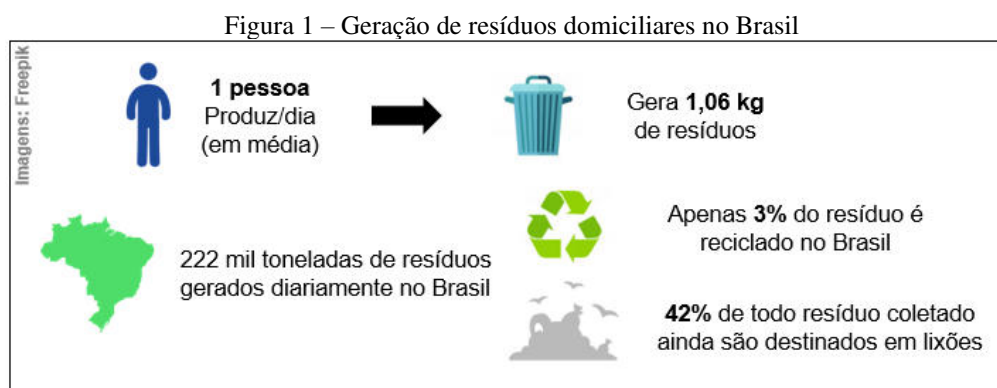 Figura 1 – Geração de resíduos domiciliares no Brasil
Imagens: Freepik
1 pessoa
Produz/dia
(em média)
Gera 1,06 kg
de resíduos
Apenas 3% do resíduo é
reciclado no Brasil
222 mil toneladas de resíduos
gerados diariamente no Brasil
42% de todo resíduo coletado
ainda são destinados em lixões